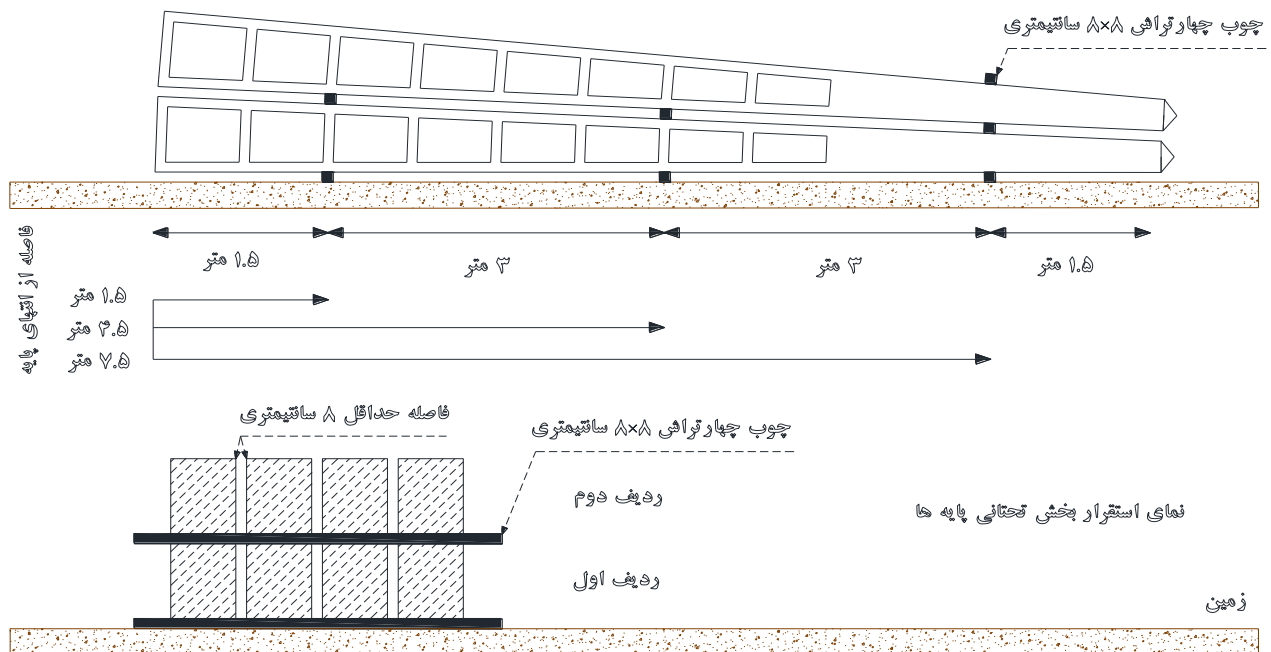 چوب چهارتراش ۸×۸ سانتیمتری
۱.۵ متر
۳ متر
۳ متر
۱.۵ متر
فاصله از انتهای پایه
۱.۵ متر
۴.۵ متر
۷.۵ متر
فاصله حداقل ۸ سانتیمتری
چوب چهارتراش ۸×۸ سانتیمتری
ردیف دوم
نمای استقرار بخش تحتانی پایه ها
ردیف اول
زمین